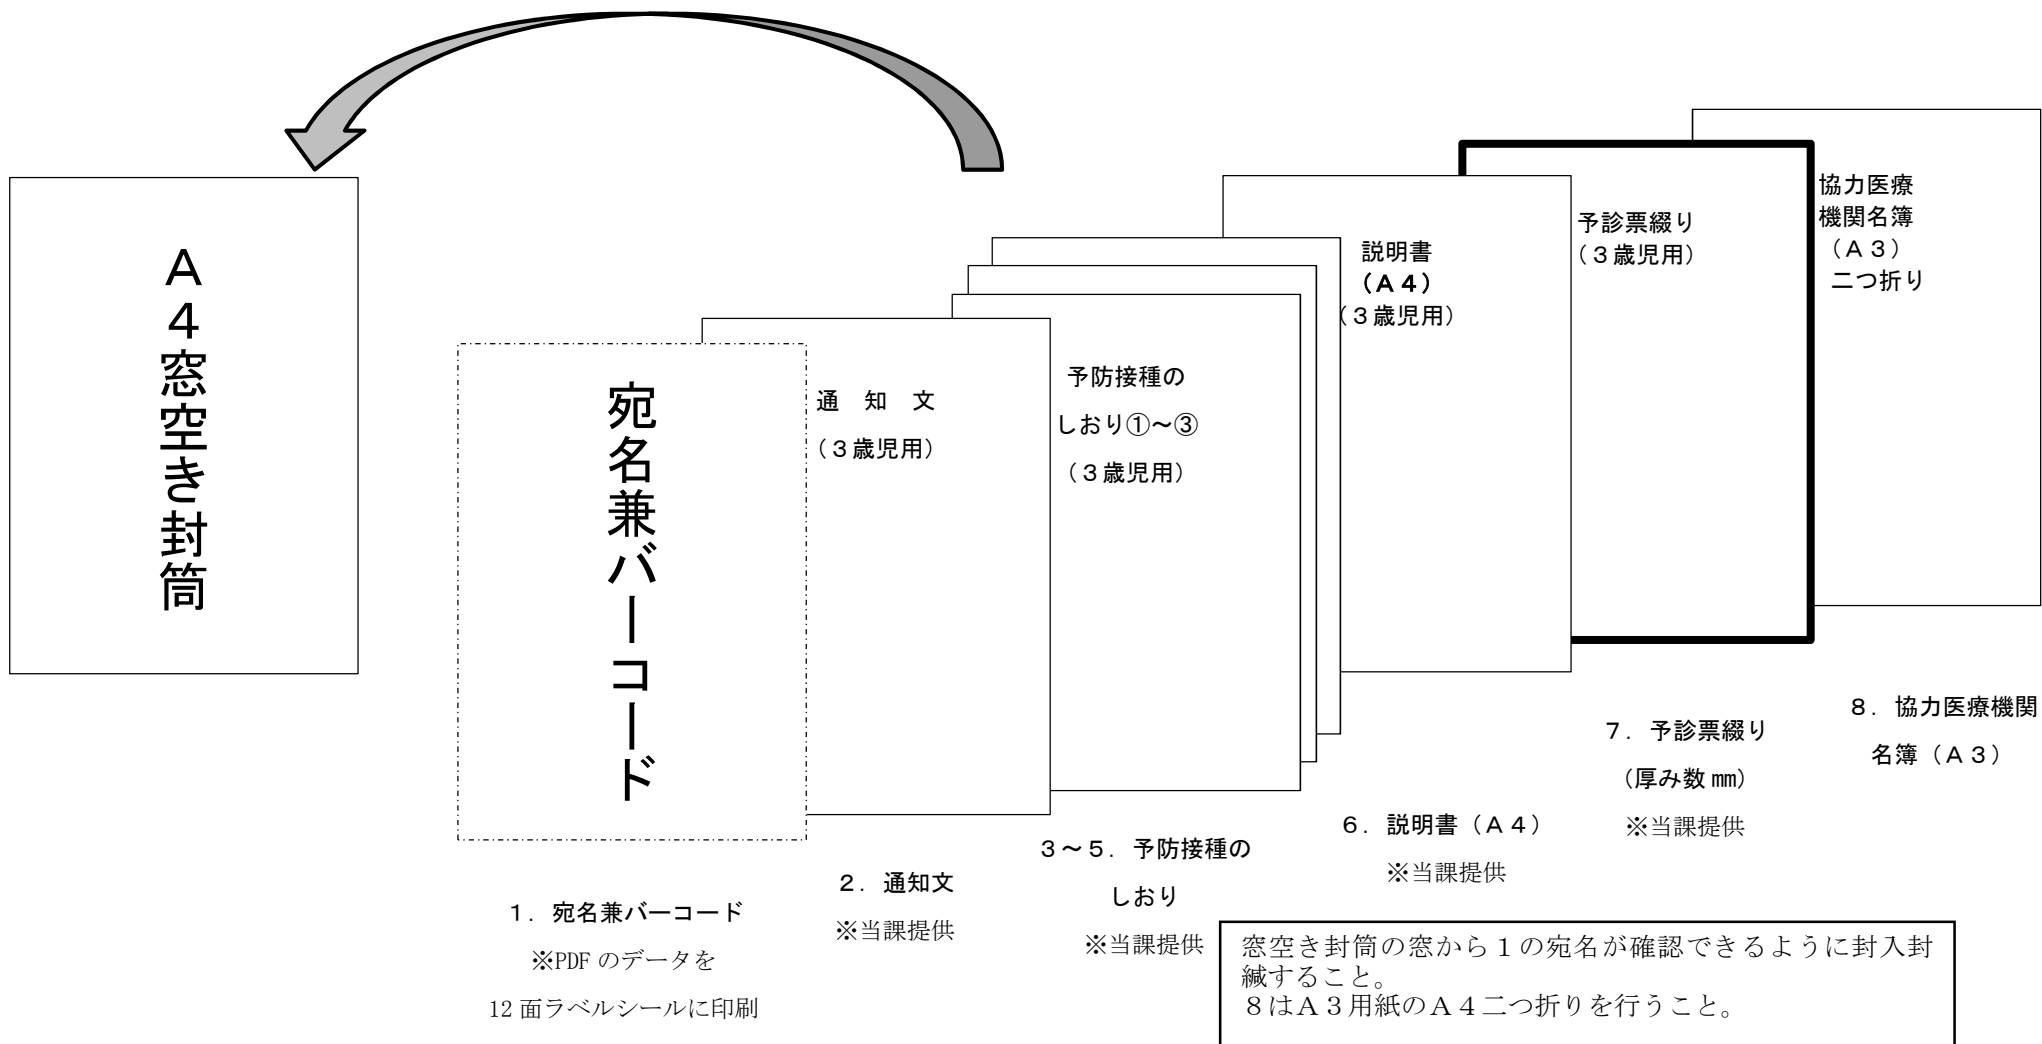 A4窓空き封筒
宛名兼バーコード
通　知　文
（３歳児用）
予防接種の
しおり①～③
（３歳児用）
説明書
（Ａ４）
（３歳児用）
予診票綴り
（３歳児用）
協力医療
機関名簿
（Ａ３）
二つ折り
１．宛名兼バーコード
※PDF のデータを
12 面ラベルシールに印刷
２．通知文
※当課提供
３～５．予防接種の
しおり
※当課提供
６．説明書（Ａ４）
※当課提供
７．予診票綴り
（厚み数㎜）
※当課提供
８．協力医療機関
名簿（Ａ３）
窓空き封筒の窓から１の宛名が確認できるように封入封
緘すること。
８はＡ３用紙のＡ４二つ折りを行うこと。